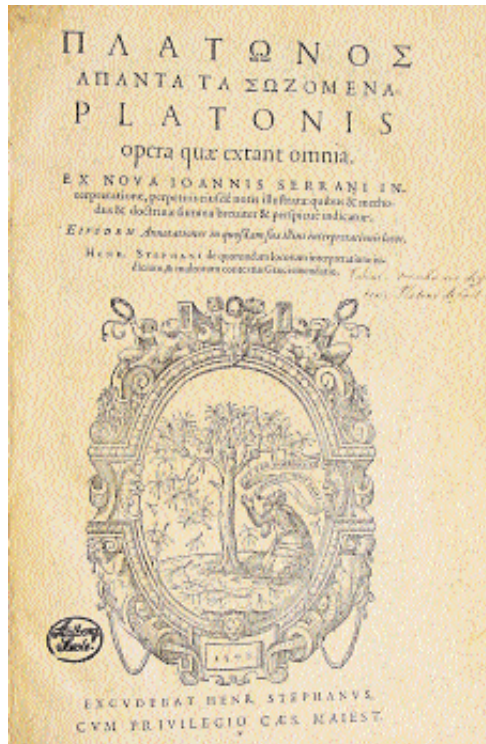 ΠΛΑΤΩΝΟΣ
ΑΠΑΝΤΑ ΤΑ ΣΩΖΟΜΕΝΑ.
PLATONIS
opera quæ extant omnia.
EX NOVA IOANNIS SERRANI IN-
terpretatione, perpetuis eiusdé notis illustrata: quibus & metho-
dus & doctrinæ summa breuiter & perspicuè indicatur.
EIVSDEM Annotationes in quosdam suæ illius interpretationis locos.
HENR. STEPHANI de quorundam locorum interpretatione iu-
dicium, & multorum contextus Græci emendatio.
EXCVDEBAT HENR. STEPHANVS,
CVM PRIVILEGIO CÆS. MAIEST.